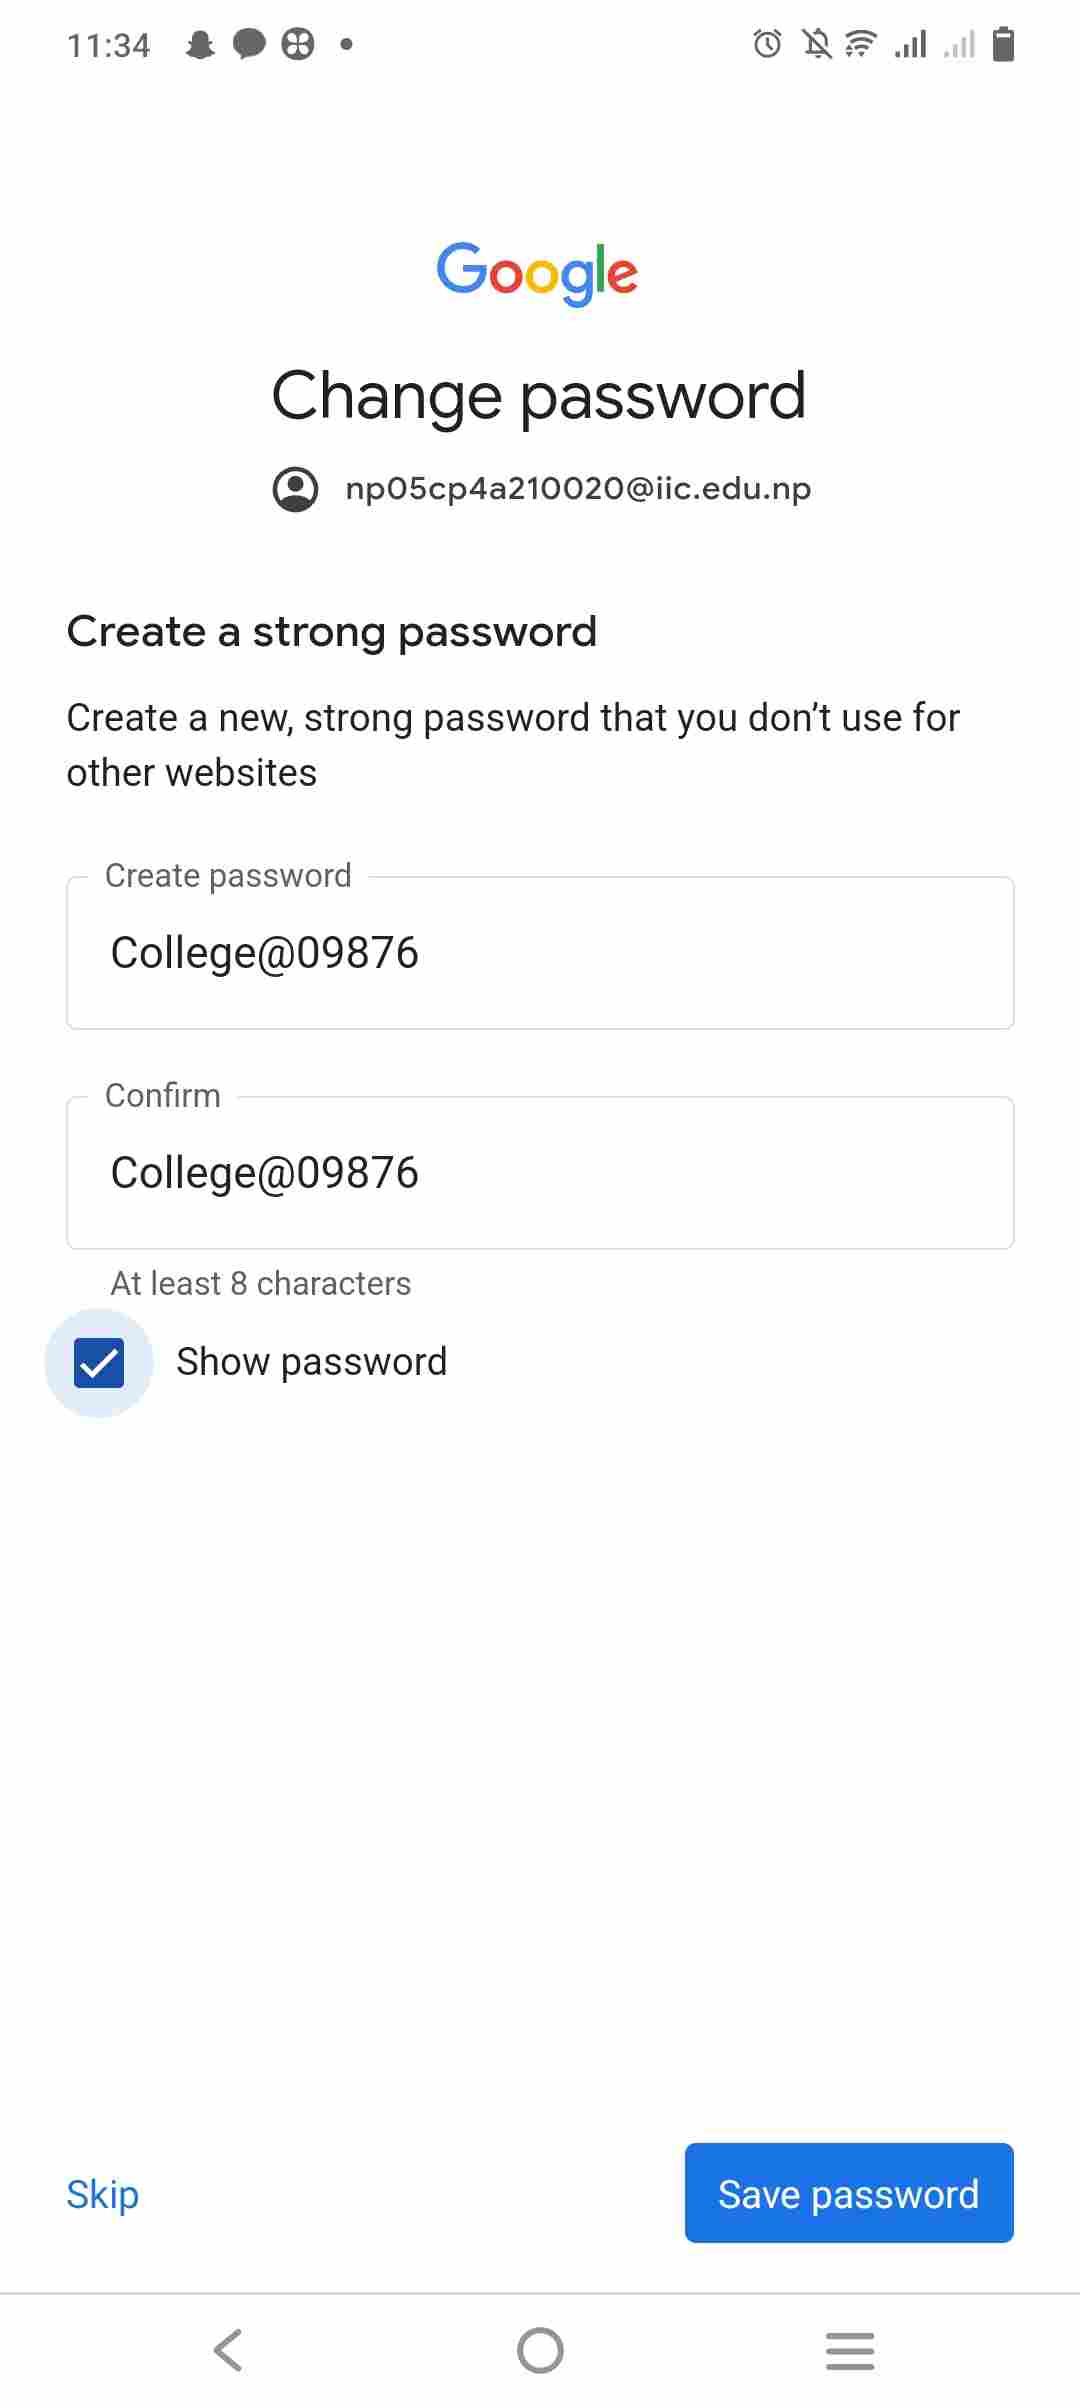 11:34
Google
Change password
np05cp4a210020@iic.edu.np
Create a strong password
Create a new, strong password that you don’t use for
other websites
Create password
College@09876
Confirm
College@09876
At least 8 characters
Show password
Skip
Save password